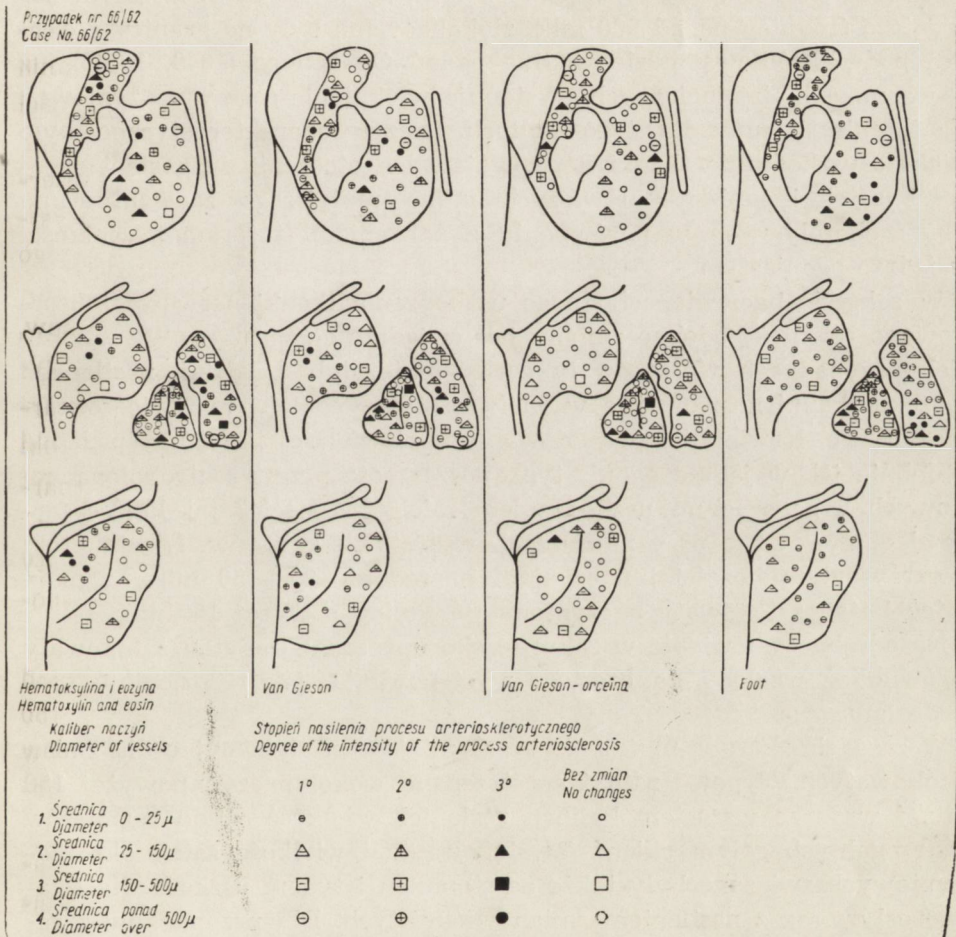 Przypadek nr 66/62
Case No. 66/62
Hematoksylina i eozyna
Hematoxylin and eosin
Van Gieson
Van Gieson-orceina
Foot
Kaliber naczyń
Diameter of vessels
Stopień nasilenia procesu arteriosklerotycznego
Degree of the intensity of the process arteriosclerosis
1° 2° 3° Bez zmian
No changes
1. Średnica
Diameter 0-25µ
2. Średnica
Diameter 25-150µ
3. Średnica
Diameter 150-500µ
4. Średnica ponad
Diameter over 500µ